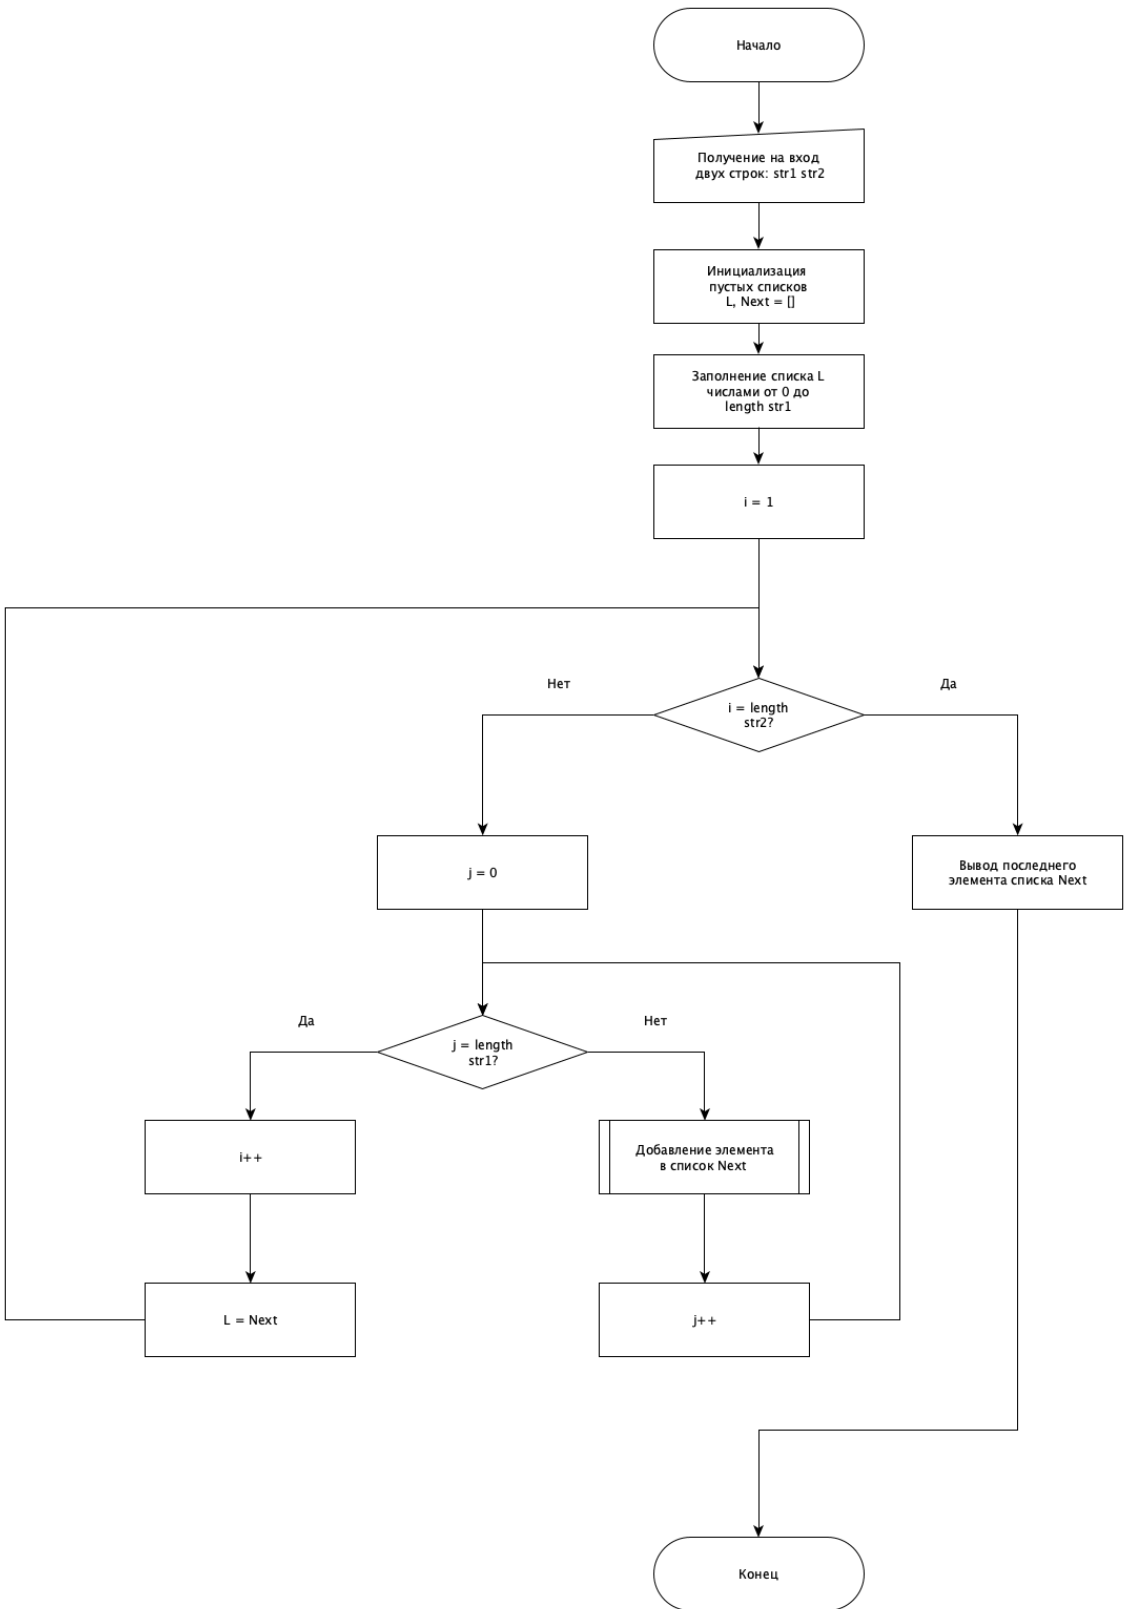 Начало
Получение на вход
двух строк: str1 str2
Инициализация
пустых списков
L, Next = []
Заполнение списка L
числами от 0 до
length str1
i = 1
Нет
Да
i = length
str2?
j = 0
Вывод последнего
элемента списка Next
Да
Нет
j = length
str1?
i++
Добавление элемента
в список Next
L = Next
j++
Конец